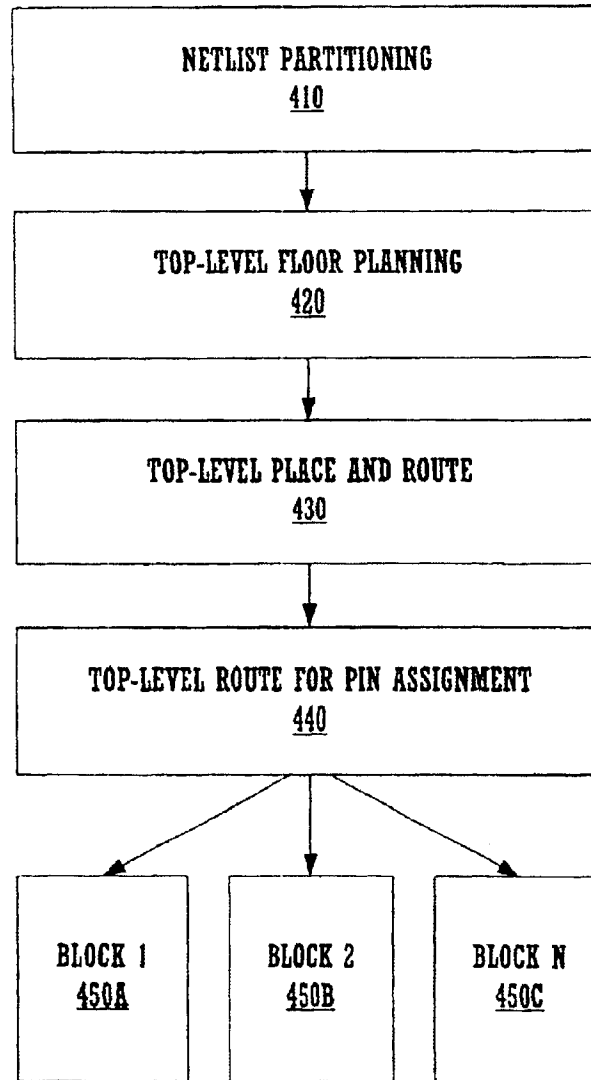 NETLIST PARTITIONING
410
TOP-LEVEL FLOOR PLANNING
420
TOP-LEVEL PLACE AND ROUTE
430
TOP-LEVEL ROUTE FOR PIN ASSIGNMENT
440
BLOCK 1
450A
BLOCK 2
450B
BLOCK N
450C